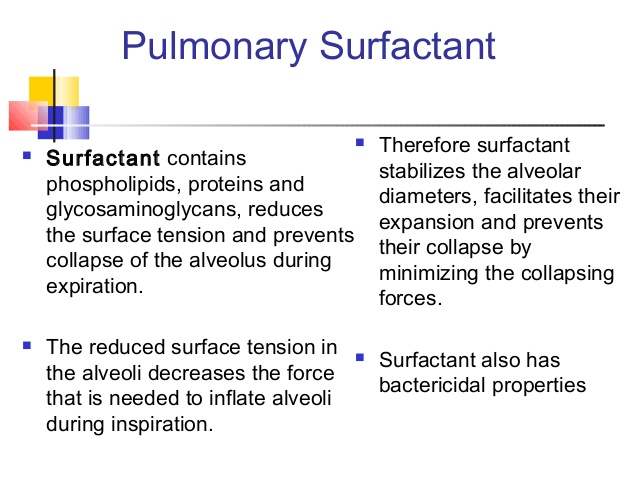 Pulmonary Surfactant
Surfactant contains
phospholipids, proteins and
glycosaminoglycans, reduces
the surface tension and prevents
collapse of the alveolus during
expiration.
The reduced surface tension in
the alveoli decreases the force
that is needed to inflate alveoli
during inspiration.
Therefore surfactant
stabilizes the alveolar
diameters, facilitates their
expansion and prevents
their collapse by
minimizing the collapsing
forces.
Surfactant also has
bactericidal properties